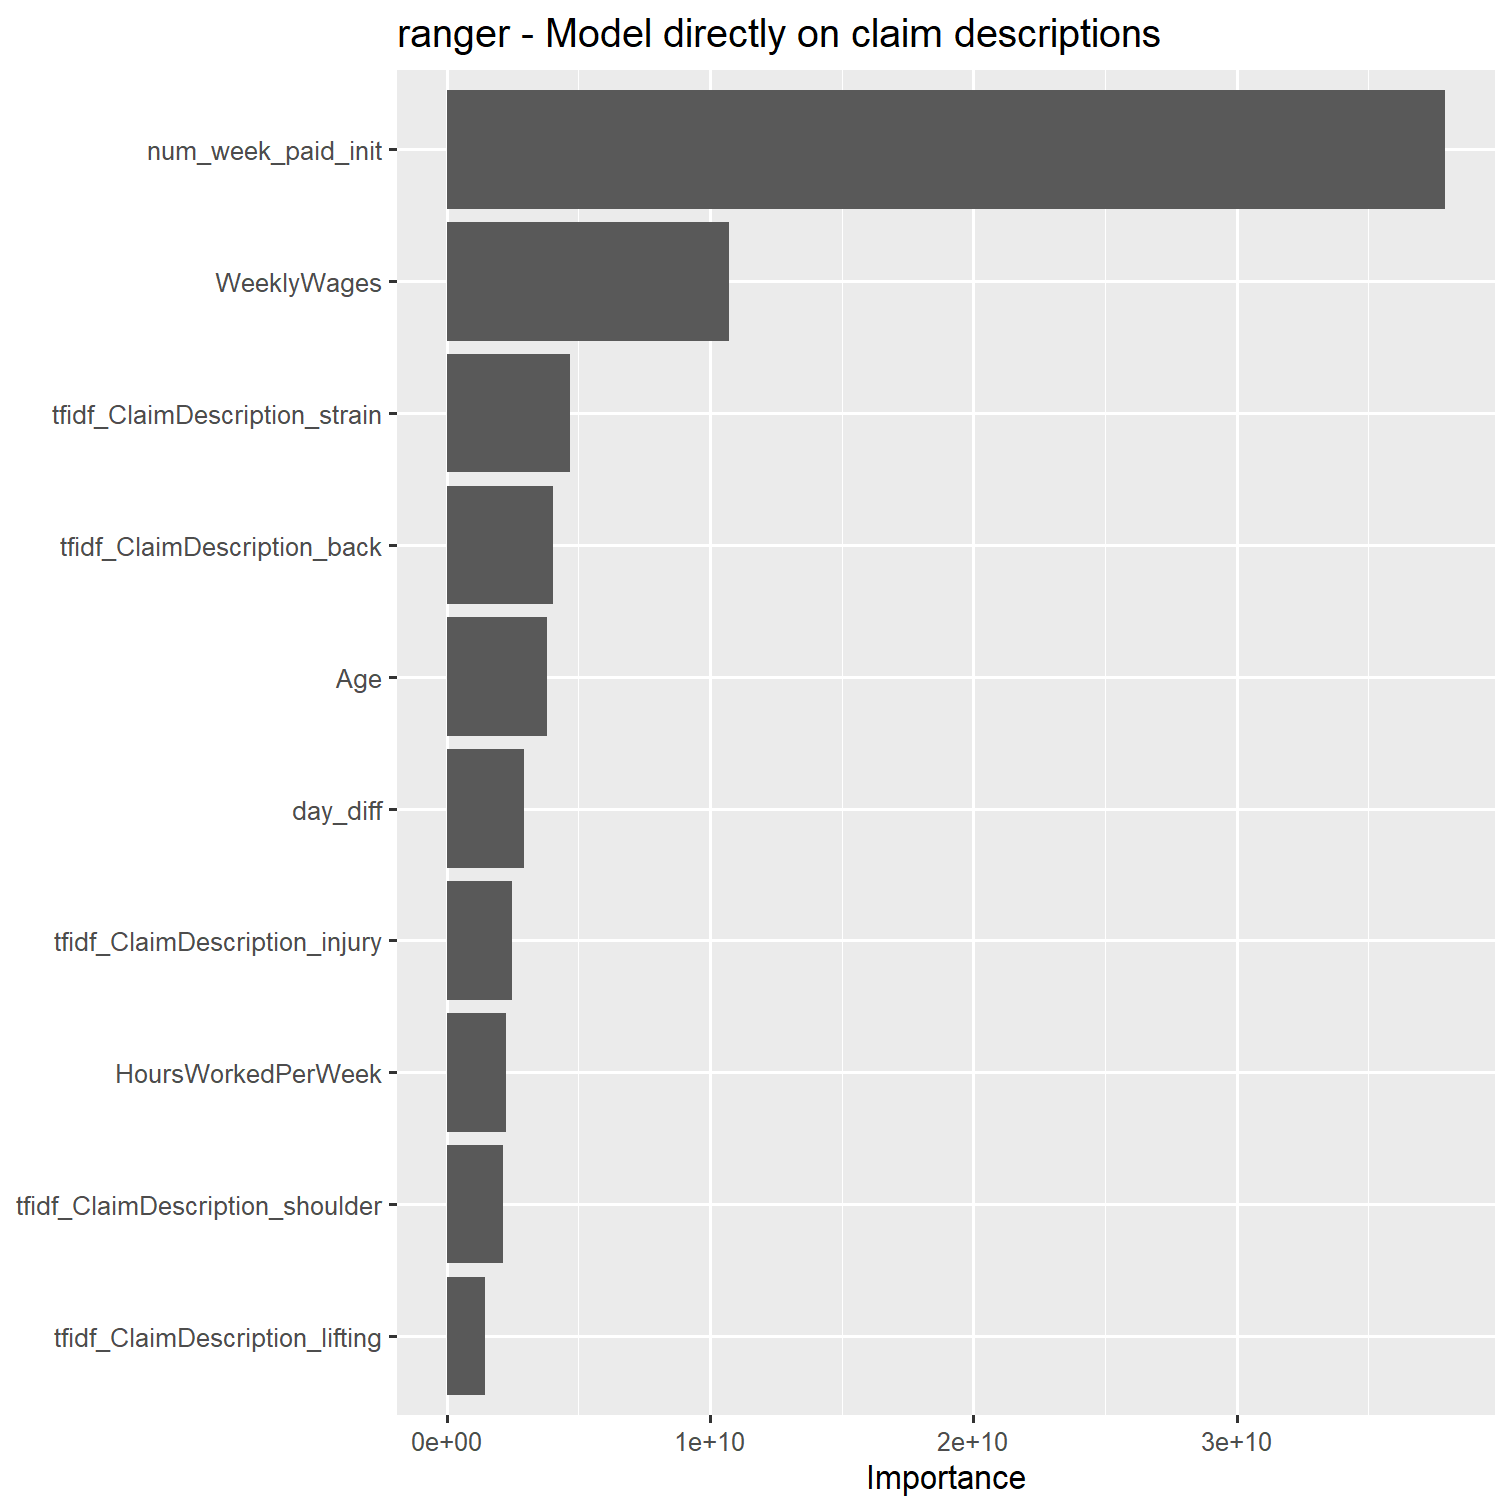 ranger - Model directly on claim descriptions
num_week_paid_init
WeeklyWages
tfidf_ClaimDescription_strain
tfidf_ClaimDescription_back
Age
day_diff
tfidf_ClaimDescription_injury
HoursWorkedPerWeek
tfidf_ClaimDescription_shoulder
tfidf_ClaimDescription_lifting
0e+00 1e+10 2e+10 3e+10
Importance